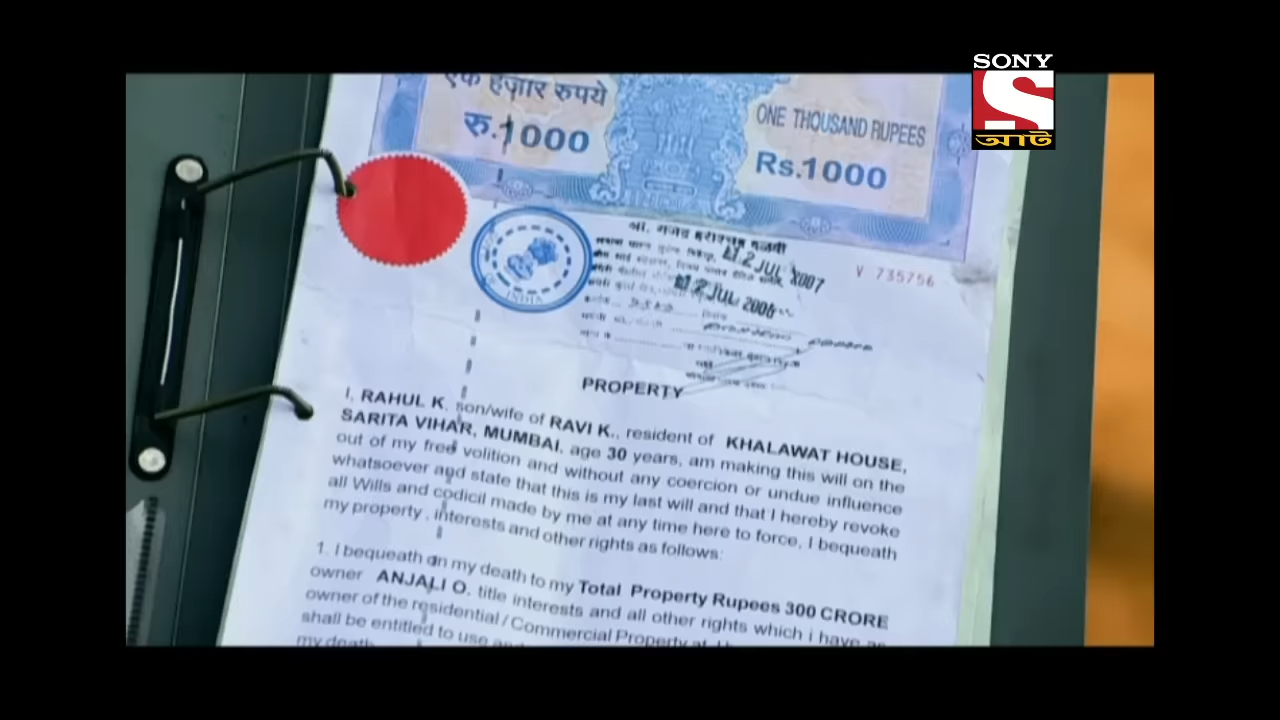 SONY
S
আট
एक हज़ार रुपये
रु.1000
ONE THOUSAND RUPEES
Rs.1000
INDIA
2 JUL 2007
2 JUL 2006
V 735756
PROPERTY
I, RAHUL K. son/wife of RAVI K., resident of KHALAWAT HOUSE,
SARITA VIHAR, MUMBAI, age 30 years, am making this will on the
out of my free volition and without any coercion or undue influence
whatsoever and state that this is my last will and that I hereby revoke
all Wills and codicil made by me at any time here to force, I bequeath
my property , interests and other rights as follows:
1. I bequeath on my death to my Total Property Rupees 300 CRORE
owner ANJALI O. title interests and all other rights which i have as
owner of the residential / Commercial Property at
shall be entitled to use
my death